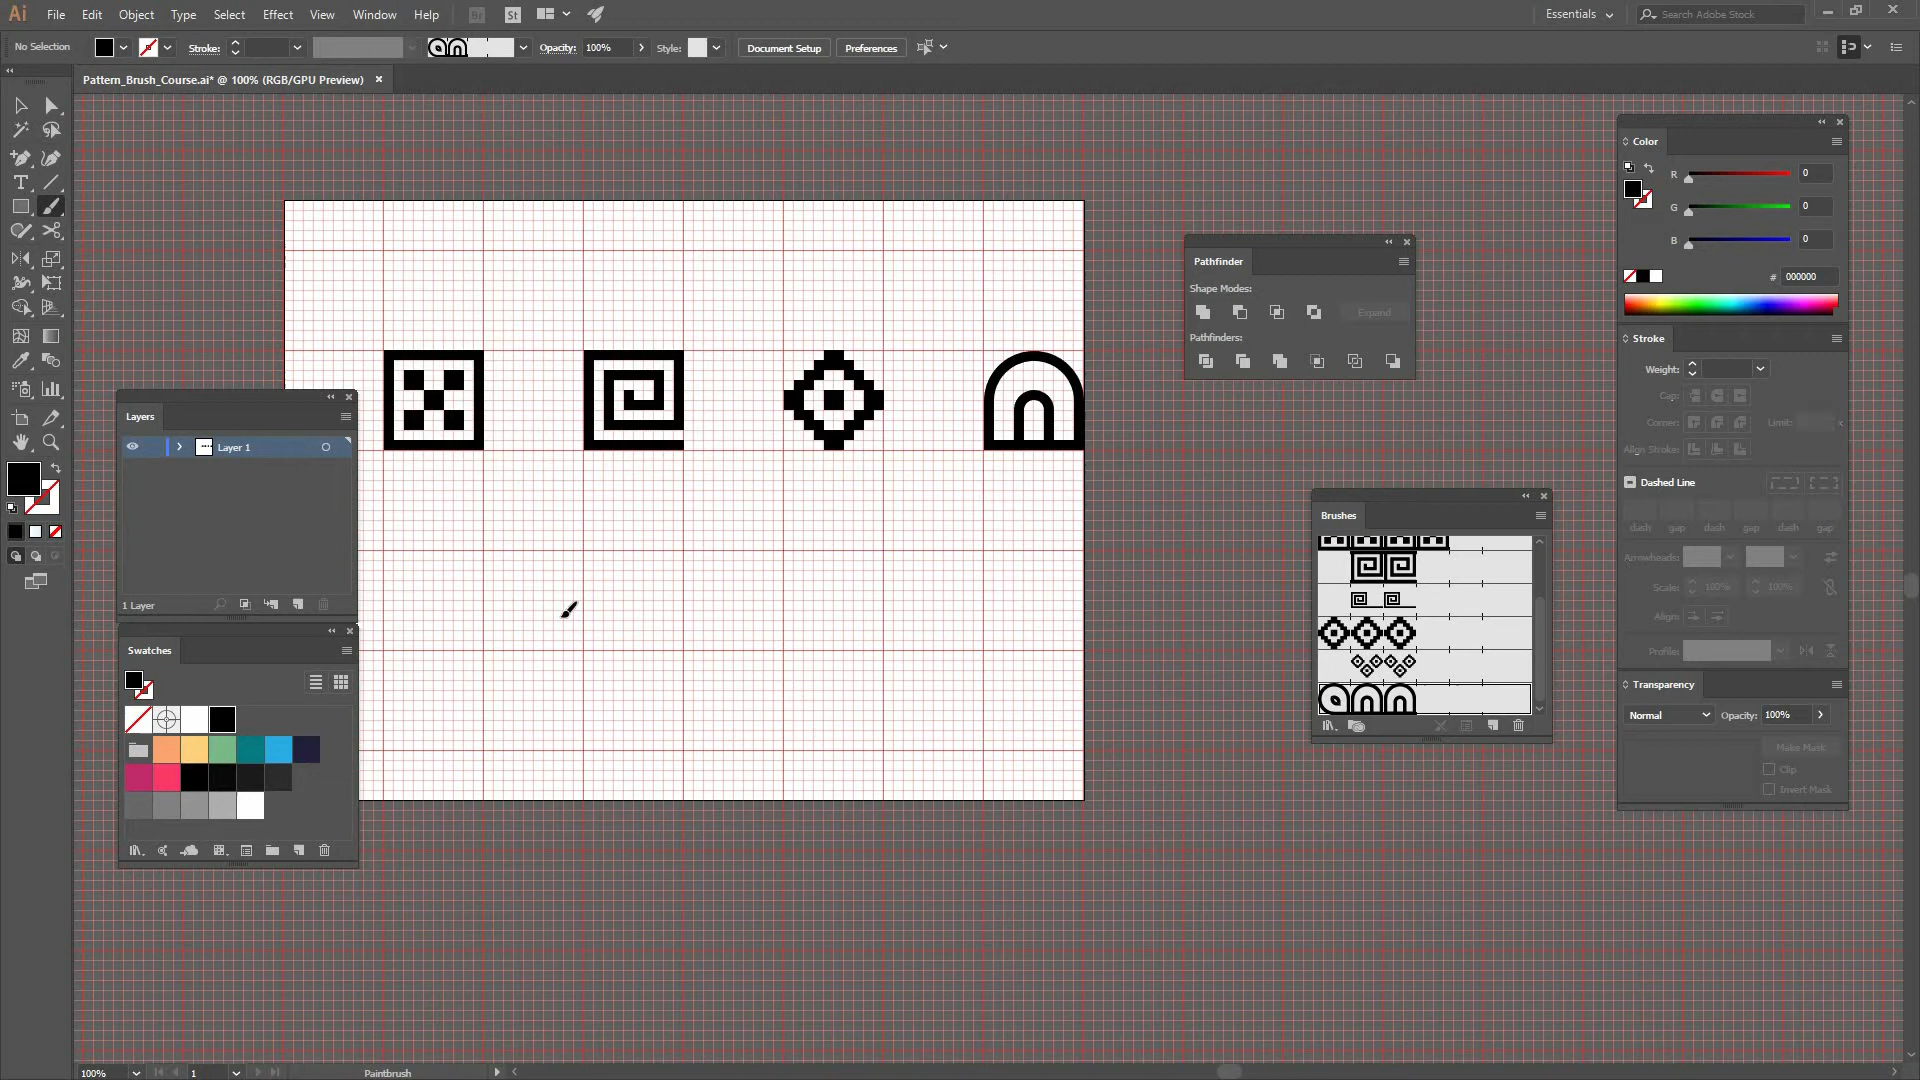 Ai File Edit Object Type Select Effect View Window Help Br St Essentials Search Adobe Stock
No Selection Stroke: Opacity: 100% Style: Document Setup Preferences
Pattern_Brush_Course.ai* @ 100% (RGB/GPU Preview)
Color
R 0
G 0
B 0
# 000000
Stroke
Weight:
Cap:
Corner: Limit: x
Align Stroke:
Dashed Line
dash gap dash gap dash gap
Arrowheads:
Scale: 100% 100%
Align:
Profile:
Transparency
Normal Opacity: 100%
Make Mask
Clip
Invert Mask
Pathfinder
Shape Modes:
Expand
Pathfinders:
Brushes
Layers
Layer 1
1 Layer
Swatches
100% 1 Paintbrush